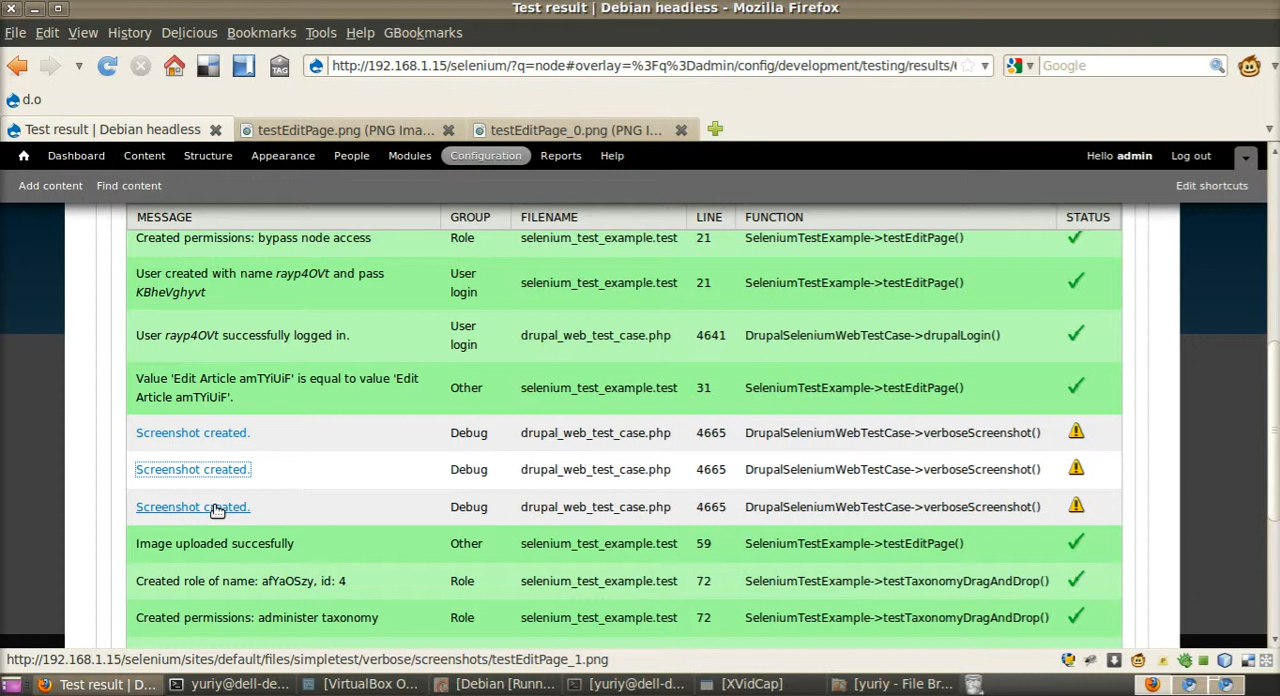 Test result | Debian headless - Mozilla Firefox
File Edit View History Delicious Bookmarks Tools Help GBookmarks
TAG http://192.168.1.15/selenium/?q=node#overlay=%3Fq%3Dadmin/config/development/testing/results/ Google
d.o
Test result | Debian headless testEditPage.png (PNG Ima... testEditPage_0.png (PNG I...
Dashboard Content Structure Appearance People Modules Configuration Reports Help Hello admin Log out
Add content Find content Edit shortcuts
MESSAGE GROUP FILENAME LINE FUNCTION STATUS
Created permissions: bypass node access Role selenium_test_example.test 21 SeleniumTestExample->testEditPage()
User created with name rayp4OVt and pass KBheVghyvt User login selenium_test_example.test 21 SeleniumTestExample->testEditPage()
User rayp4OVt successfully logged in. User login drupal_web_test_case.php 4641 DrupalSeleniumWebTestCase->drupalLogin()
Value 'Edit Article amTYiUiF' is equal to value 'Edit Article amTYiUiF'. Other selenium_test_example.test 31 SeleniumTestExample->testEditPage()
Screenshot created. Debug drupal_web_test_case.php 4665 DrupalSeleniumWebTestCase->verboseScreenshot()
Screenshot created. Debug drupal_web_test_case.php 4665 DrupalSeleniumWebTestCase->verboseScreenshot()
Screenshot created. Debug drupal_web_test_case.php 4665 DrupalSeleniumWebTestCase->verboseScreenshot()
Image uploaded succesfully Other selenium_test_example.test 59 SeleniumTestExample->testEditPage()
Created role of name: afYaOSzy, id: 4 Role selenium_test_example.test 72 SeleniumTestExample->testTaxonomyDragAndDrop()
Created permissions: administer taxonomy Role selenium_test_example.test 72 SeleniumTestExample->testTaxonomyDragAndDrop()
http://192.168.1.15/selenium/sites/default/files/simpletest/verbose/screenshots/testEditPage_1.png
Test result | D... yuriy@dell-de... [VirtualBox O... [Debian [Runn... [yuriy@dell-d... [XVidCap] [yuriy - File Br...